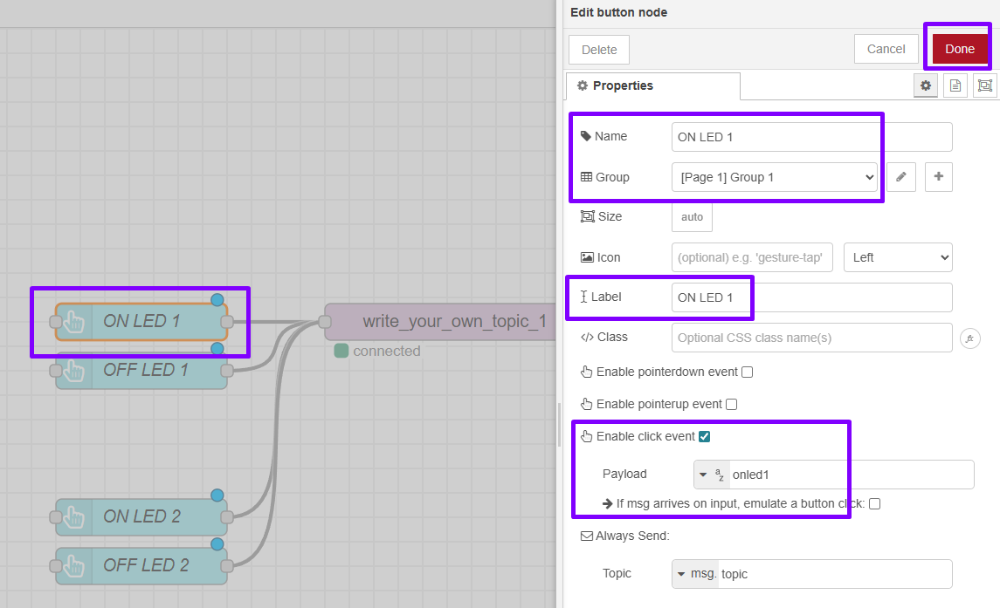 Edit button node
Delete
Cancel
Done
Properties
Name
ON LED 1
Group
[Page 1] Group 1
Size
auto
Icon
(optional) e.g. 'gesture-tap'
Left
Label
ON LED 1
</> Class
Optional CSS class name(s)
Enable pointerdown event
Enable pointerup event
Enable click event
Payload
az onled1
If msg arrives on input, emulate a button click:
Always Send:
Topic
msg. topic
ON LED 1
write_your_own_topic_1
connected
OFF LED 1
ON LED 2
OFF LED 2